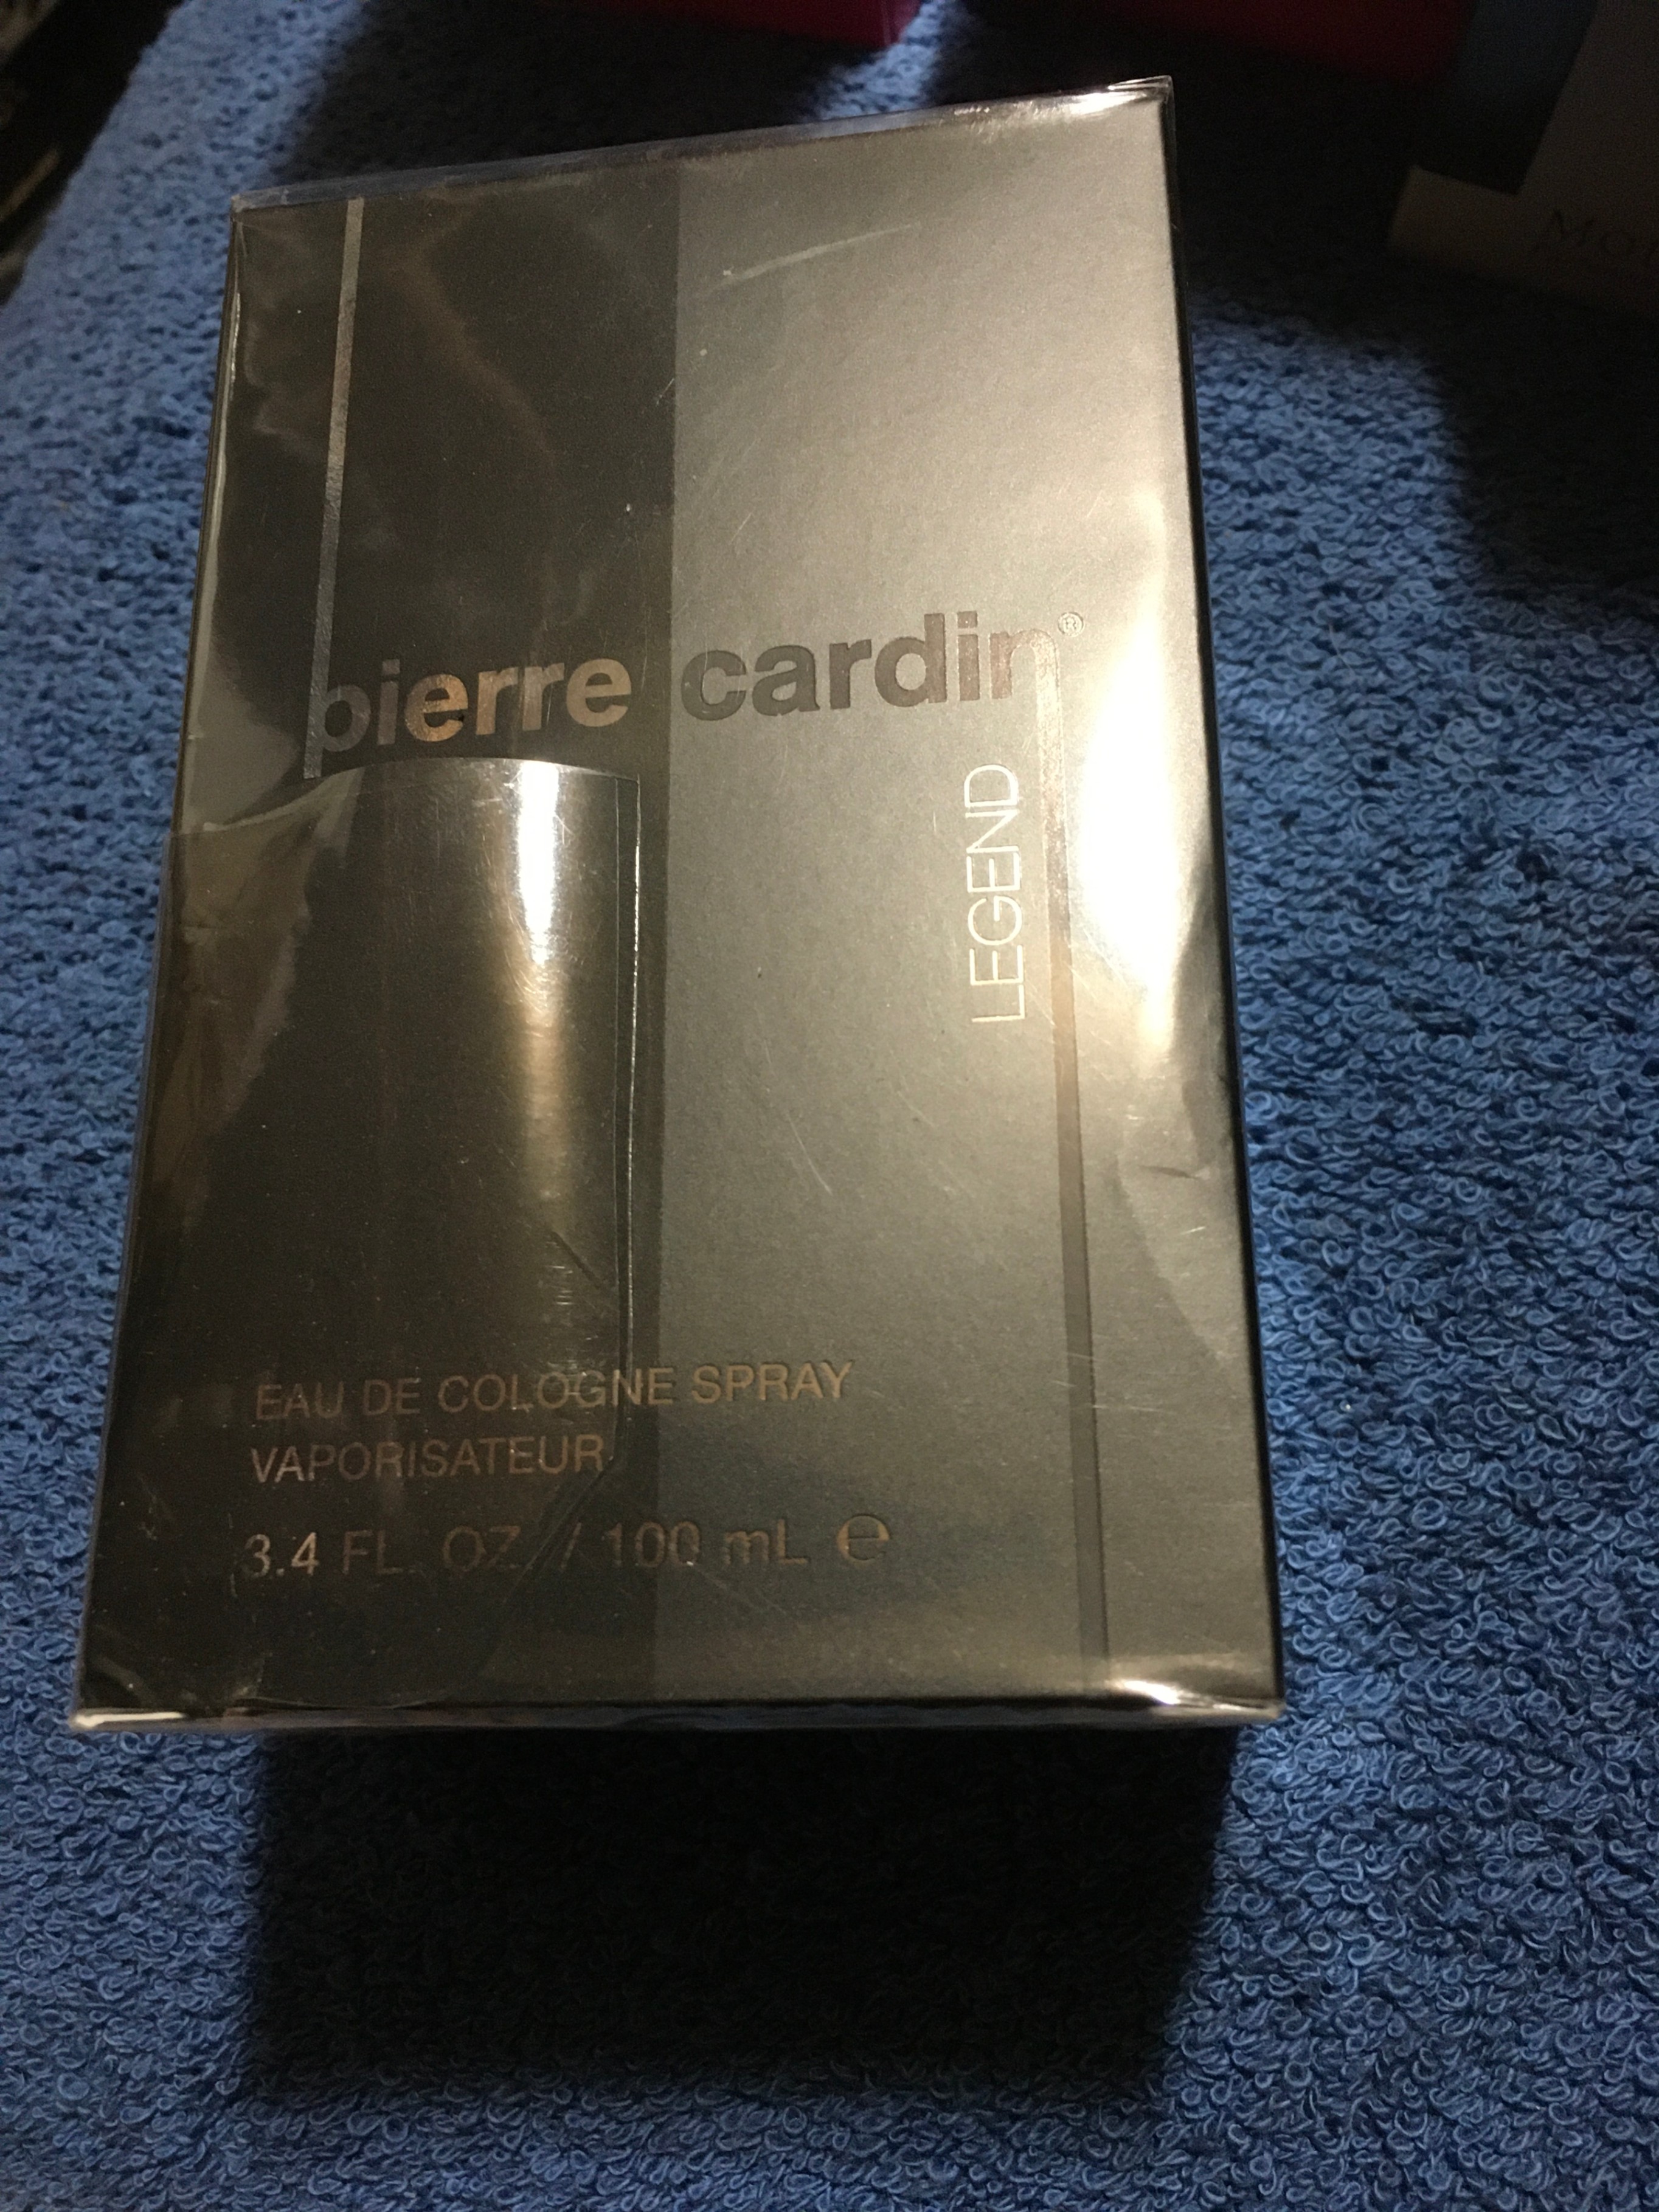 pierre cardin®
LEGEND
EAU DE COLOGNE SPRAY
VAPORISATEUR
3.4 FL. OZ. / 100 mL ℮